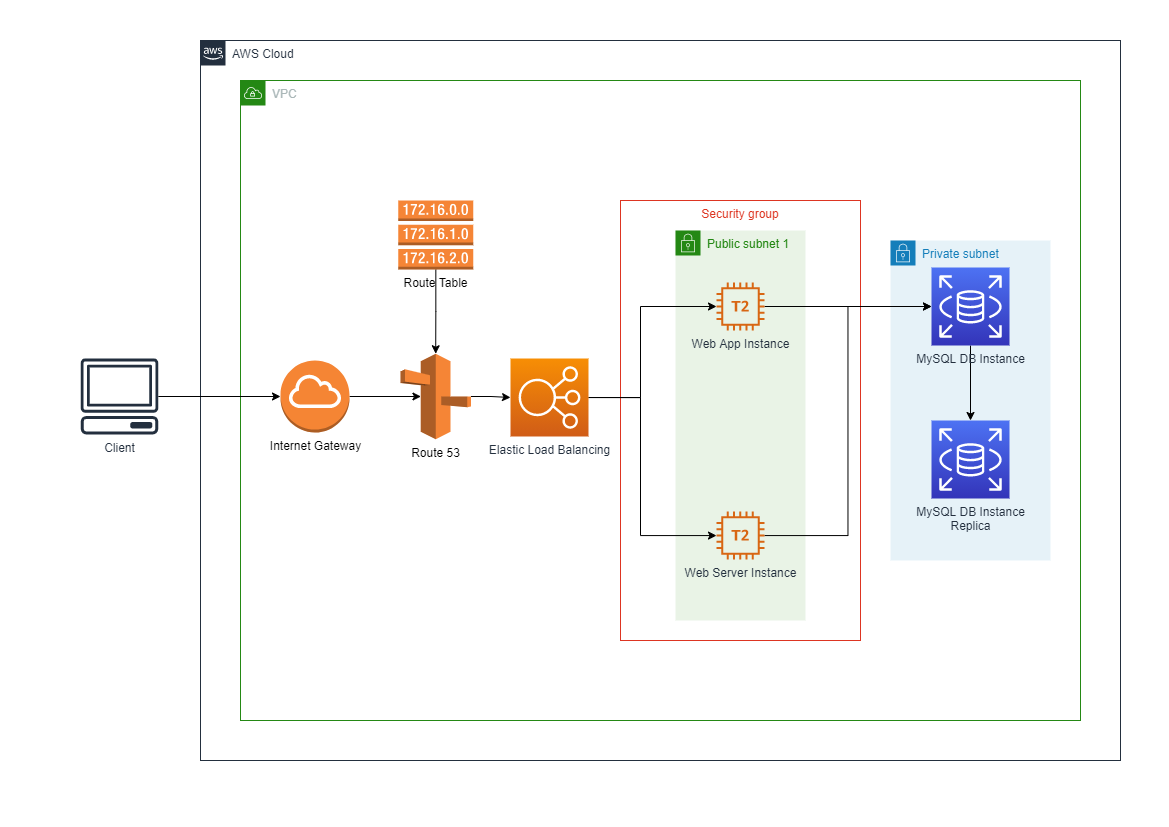 aws
AWS Cloud
VPC
172.16.0.0
172.16.1.0
172.16.2.0
Route Table
Security group
Public subnet 1
Private subnet
T2
Web App Instance
MySQL DB Instance
Client
Internet Gateway
Route 53
Elastic Load Balancing
MySQL DB Instance
Replica
T2
Web Server Instance